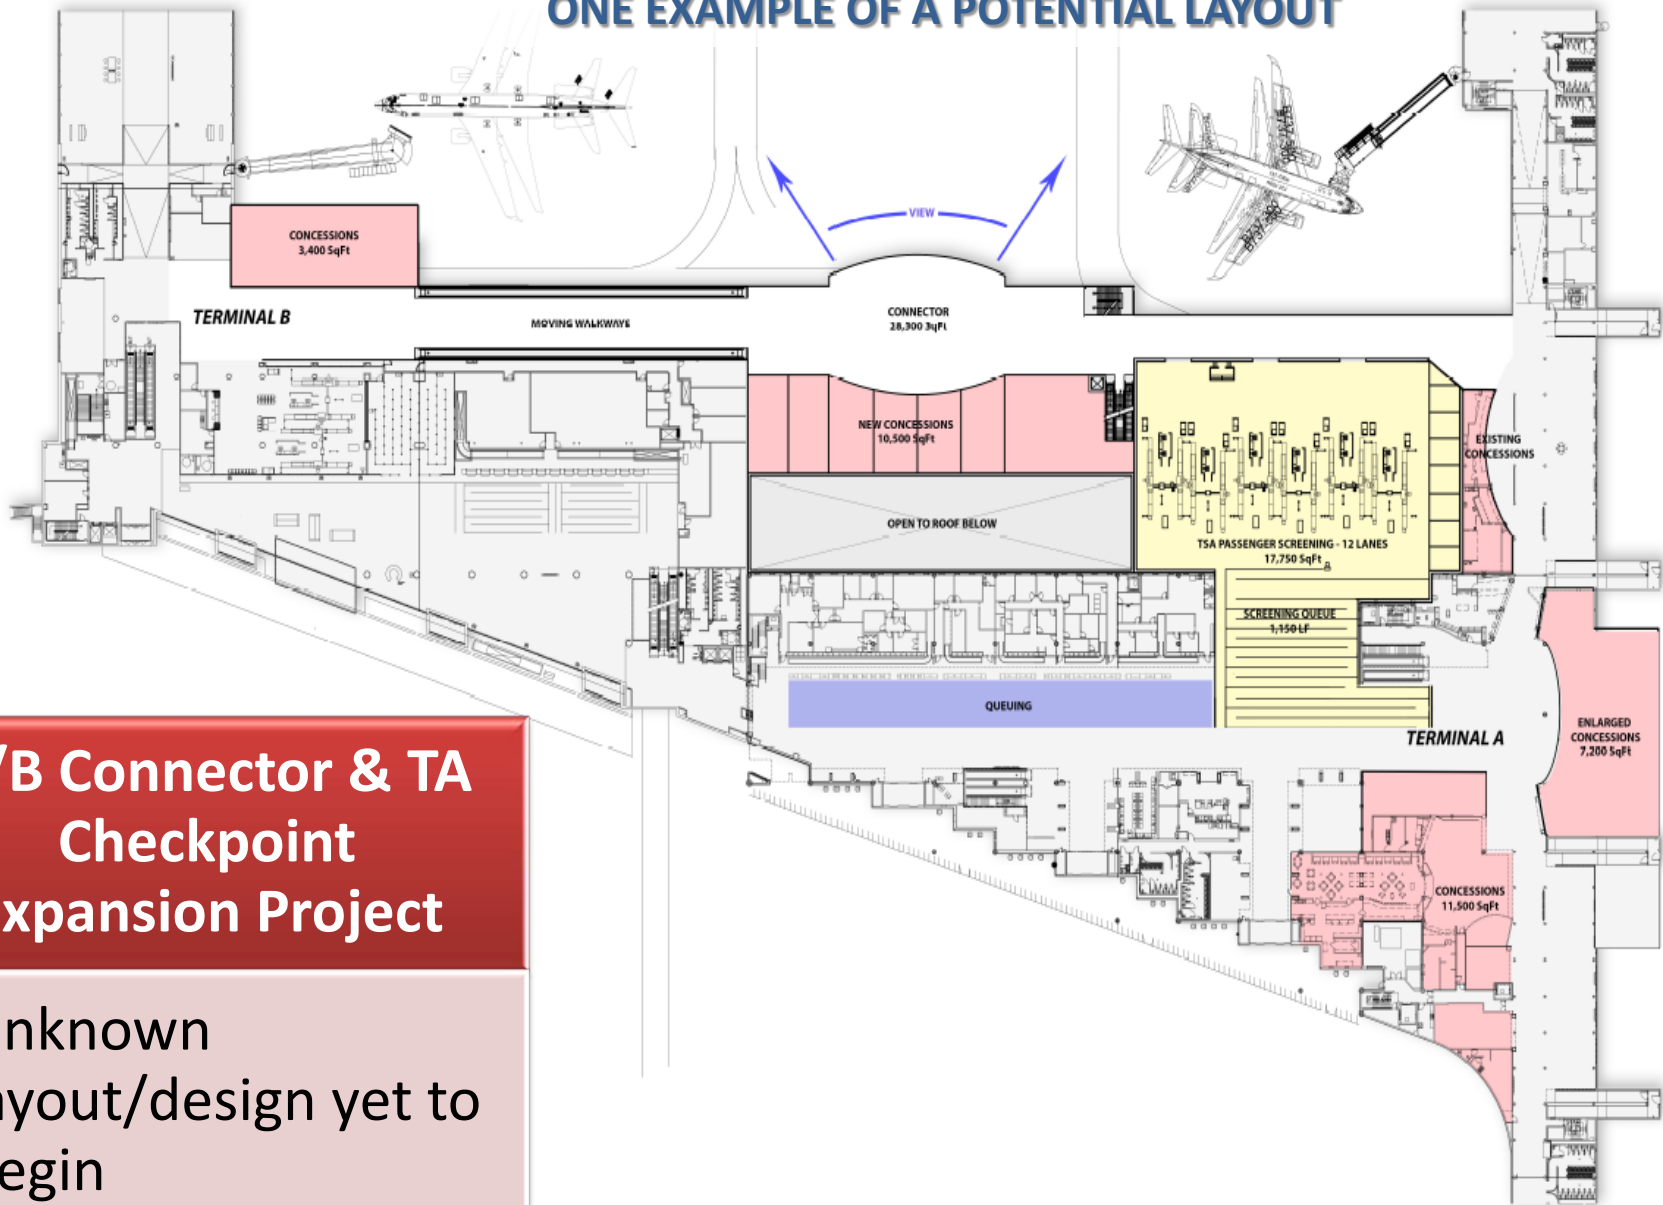 ONE EXAMPLE OF A POTENTIAL LAYOUT
VIEW
CONCESSIONS
3,400 SqFt
TERMINAL B
MOVING WALKWAYS
CONNECTOR
28,300 SqFt
NEW CONCESSIONS
10,500 SqFt
EXISTING
CONCESSIONS
OPEN TO ROOF BELOW
TSA PASSENGER SCREENING - 12 LANES
17,750 SqFt
SCREENING QUEUE
1,150 LF
QUEUING
TERMINAL A
ENLARGED
CONCESSIONS
7,200 SqFt
CONCESSIONS
11,500 SqFt
/B Connector & TA
Checkpoint
xpansion Project
nknown
ayout/design yet to
egin